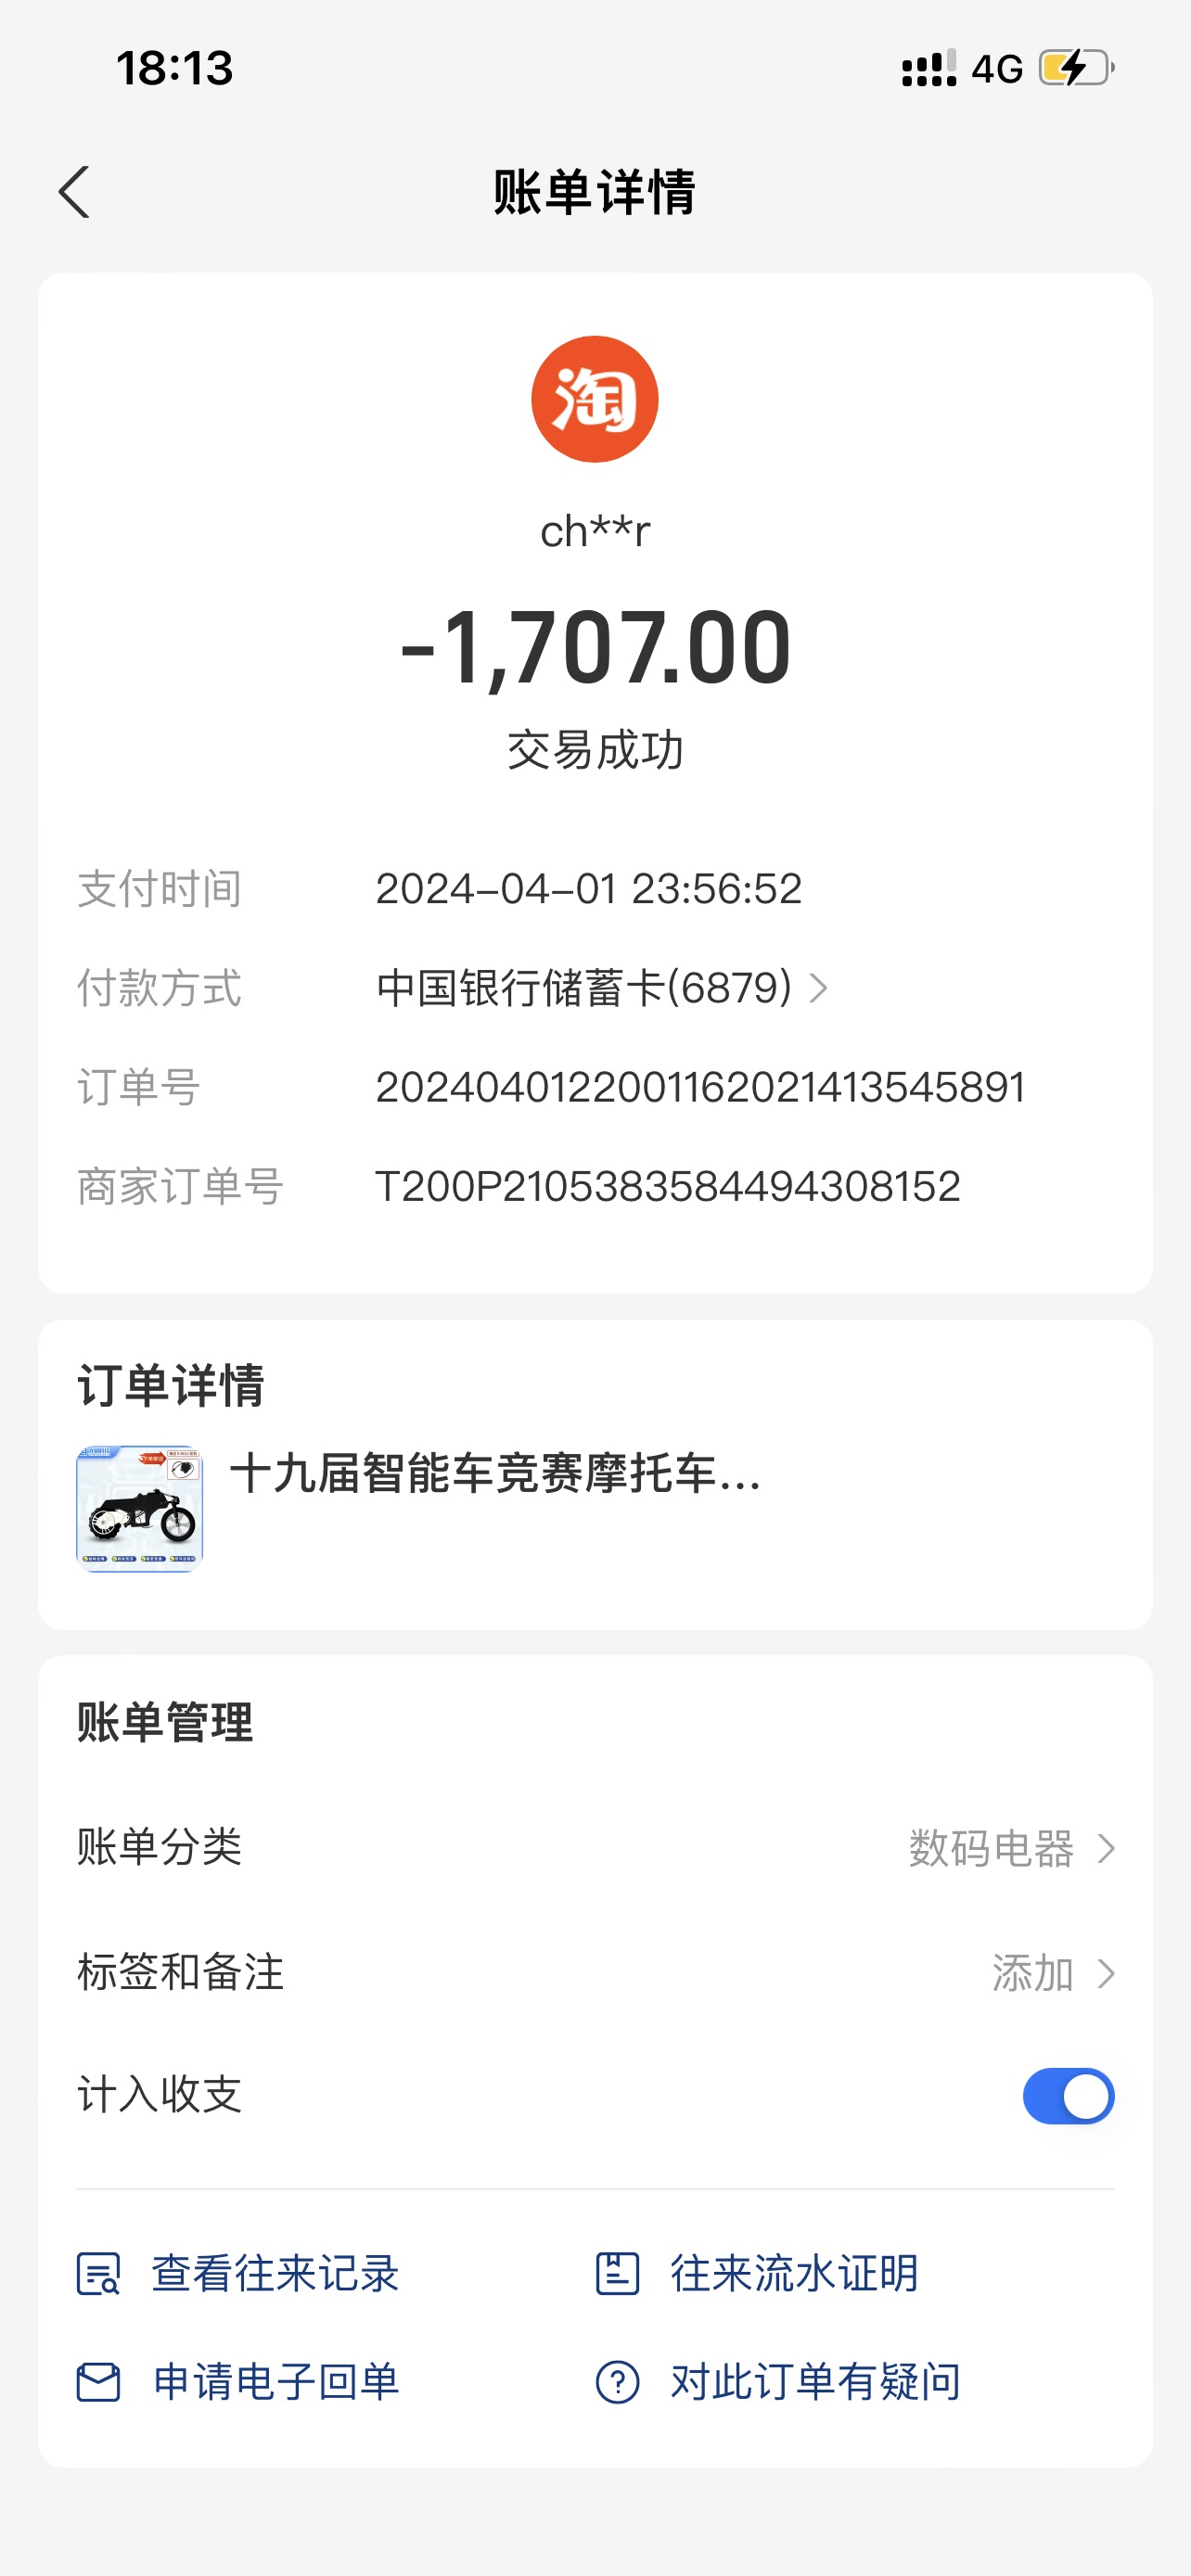 18:13
4G
账单详情
淘
ch**r
-1,707.00
交易成功
支付时间 2024-04-01 23:56:52
付款方式 中国银行储蓄卡(6879)
订单号 2024040122001162021413545891
商家订单号 T200P2105383584494308152
订单详情
十九届智能车竞赛摩托车...
账单管理
账单分类 数码电器
标签和备注 添加
计入收支
查看往来记录 往来流水证明
申请电子回单 对此订单有疑问